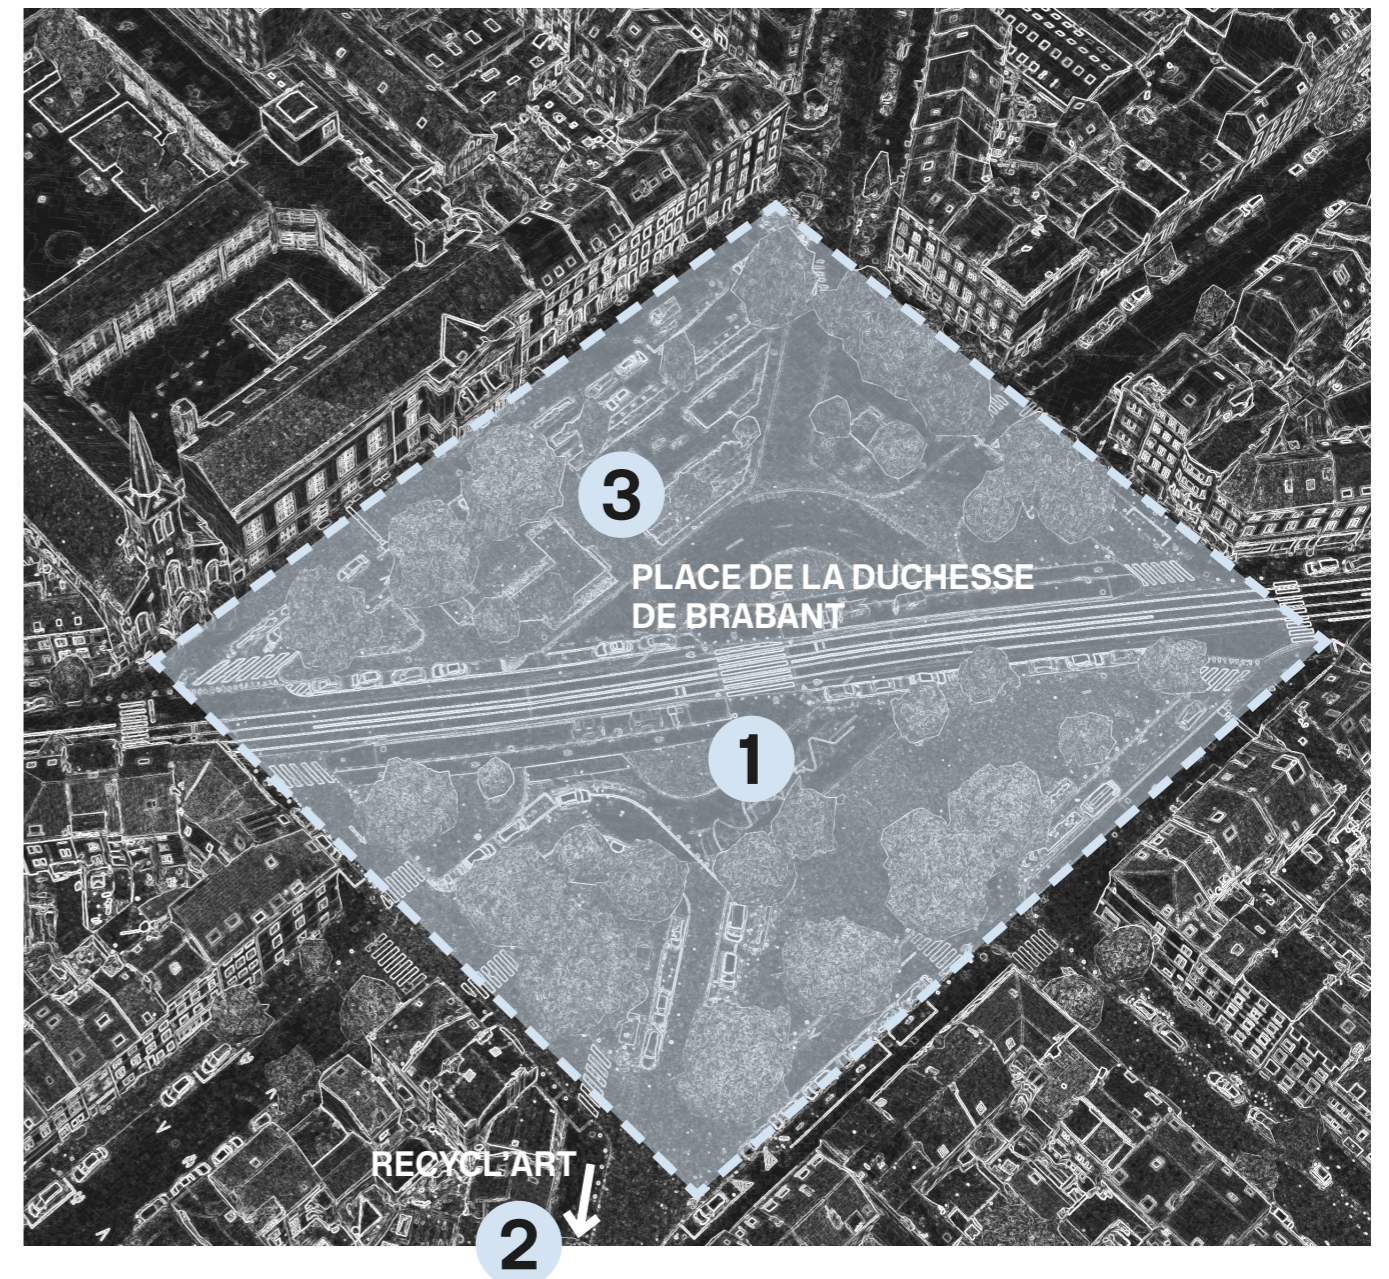 3
PLACE DE LA DUCHESSE
DE BRABANT
1
RECYCL'ART
2